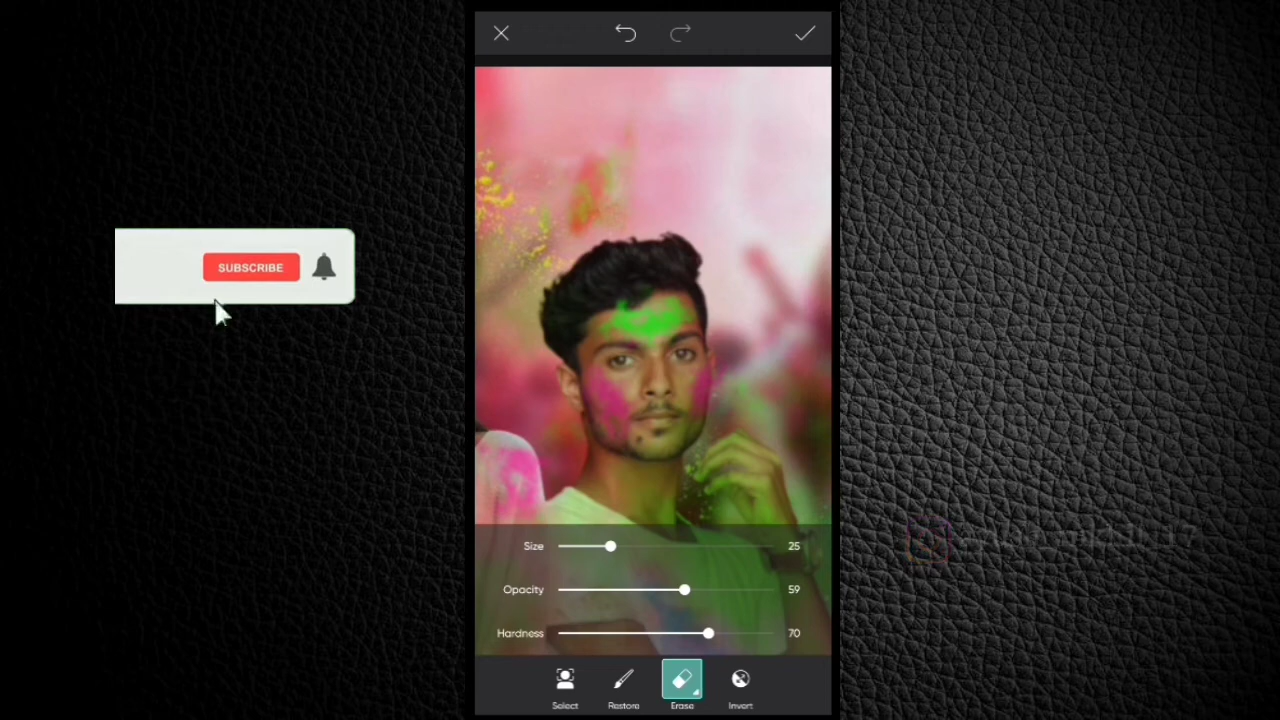 SUBSCRIBE
Size 25
Opacity 59
Hardness 70
Select Restore Erase Invert